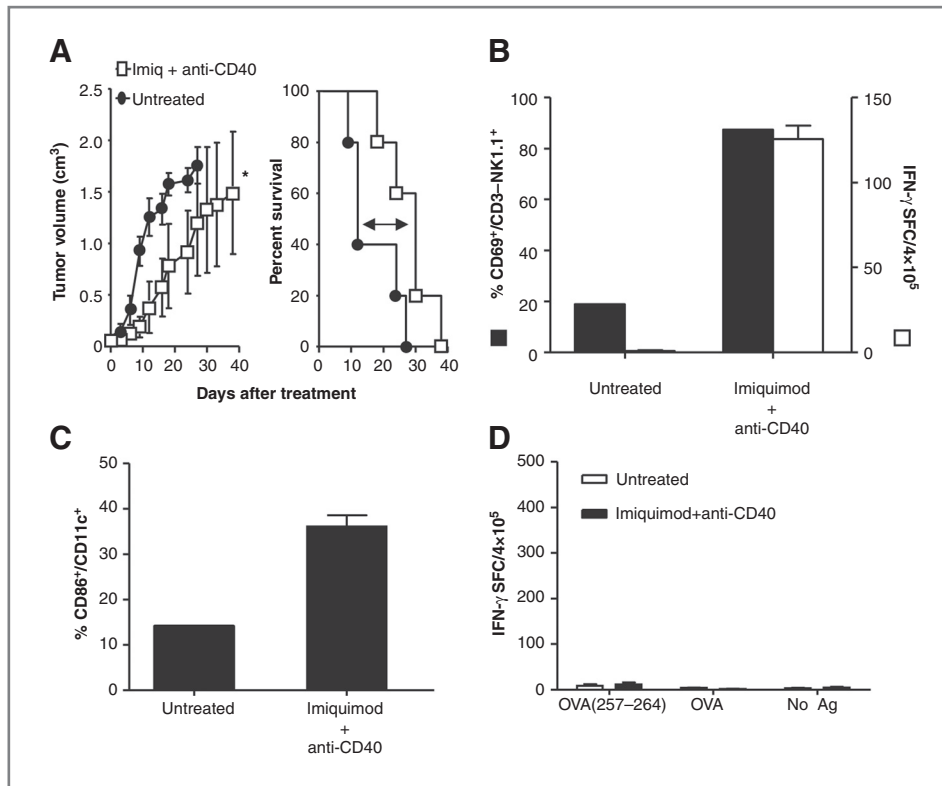 A
Imiq + anti-CD40
Untreated
Tumor volume (cm³)
2.5
2.0
1.5
1.0
0.5
0
0 10 20 30 40
*
Percent survival
100
80
60
40
20
0
0 10 20 30 40
Days after treatment
B
% CD69⁺/CD3–NK1.1⁺
100
80
60
40
20
0
150
100
50
0
IFN-γ SFC/4×10⁵
Untreated
Imiquimod
+
anti-CD40
C
% CD86⁺/CD11c⁺
50
40
30
20
10
0
Untreated
Imiquimod
+
anti-CD40
D
IFN-γ SFC/4×10⁵
500
400
300
200
100
0
Untreated
Imiquimod+anti-CD40
OVA(257–264) OVA No Ag